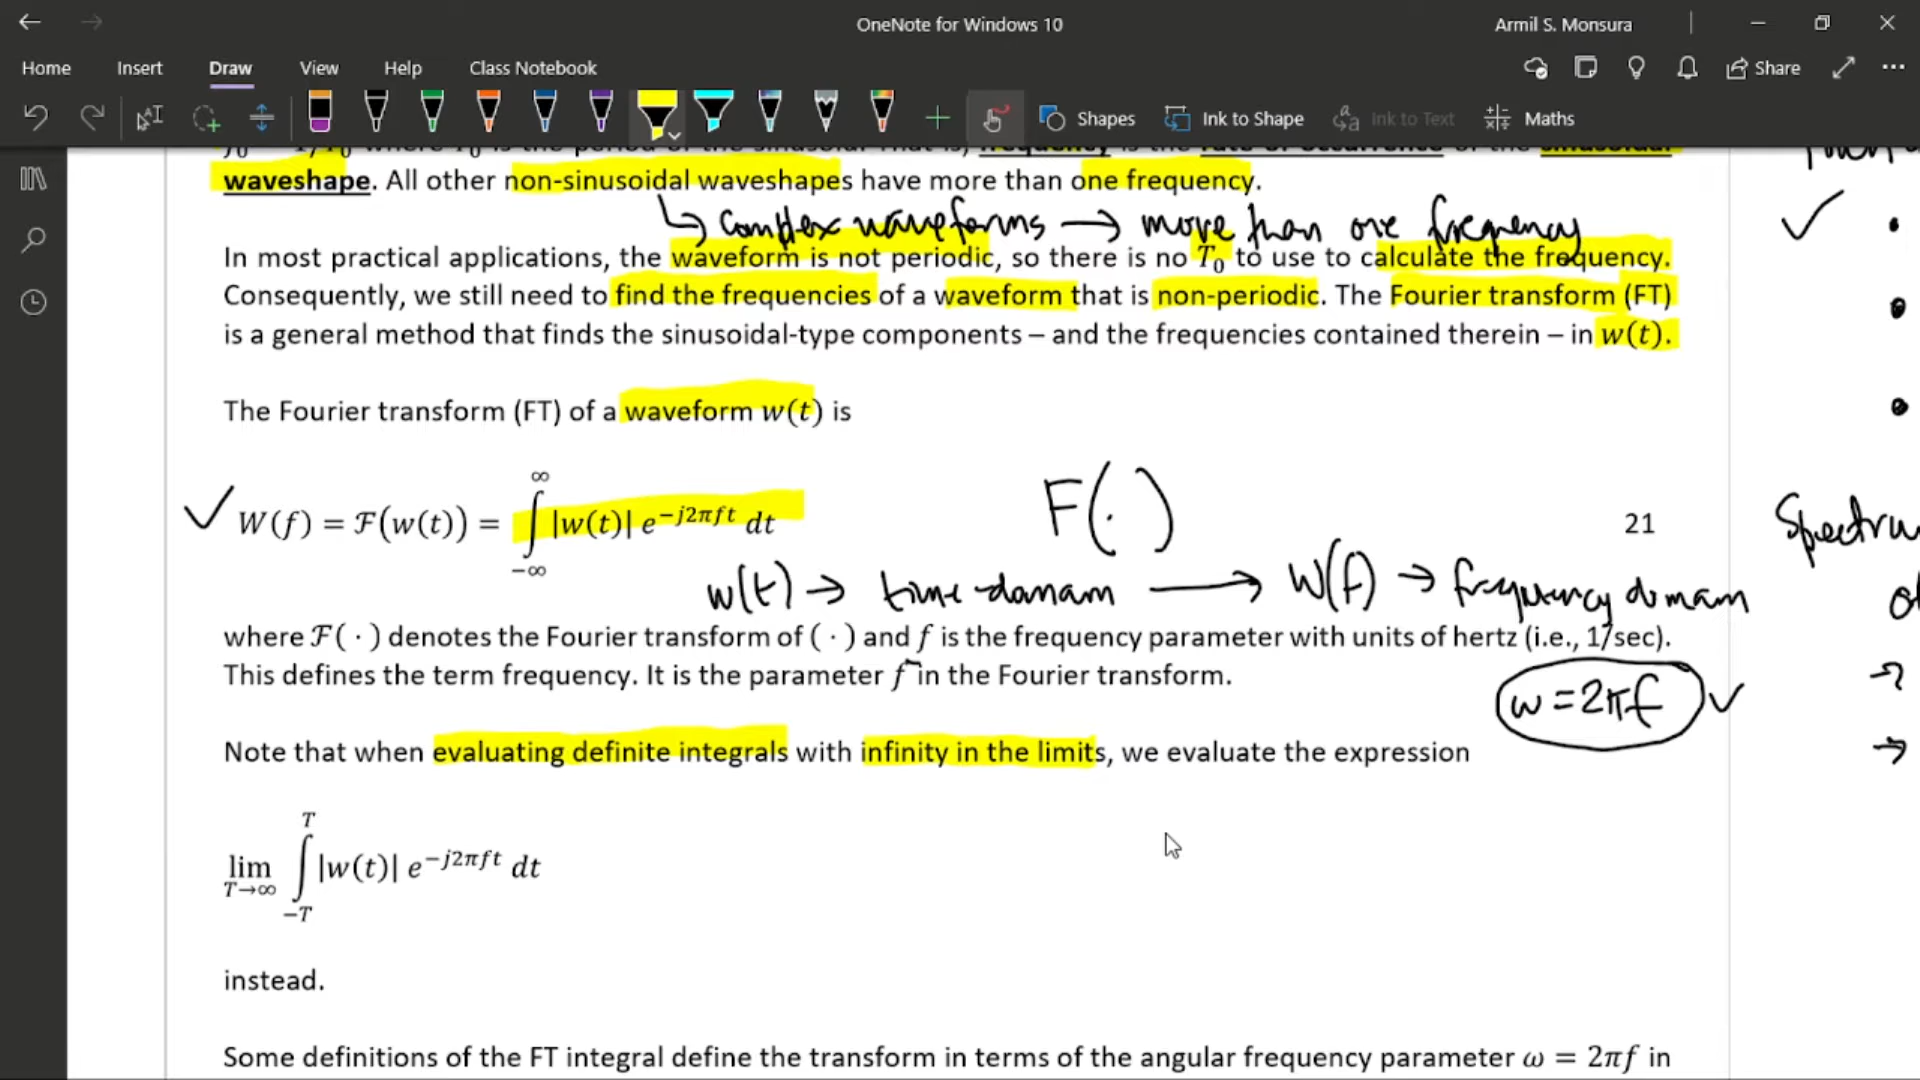 OneNote for Windows 10
Armil S. Monsura
Home Insert Draw View Help Class Notebook Share
Shapes Ink to Shape Ink to Text Maths
waveshape. All other non-sinusoidal waveshapes have more than one frequency.
↳ complex waveforms → more than one frequency
In most practical applications, the waveform is not periodic, so there is no T₀ to use to calculate the frequency.
Consequently, we still need to find the frequencies of a waveform that is non-periodic. The Fourier transform (FT)
is a general method that finds the sinusoidal-type components – and the frequencies contained therein – in w(t).
The Fourier transform (FT) of a waveform w(t) is
W(f) = ℱ(w(t)) = ∫_{-∞}^{∞} |w(t)| e^{-j2πft} dt
F(·)
21
w(t) → time-domain → W(f) → frequency domain
where ℱ(·) denotes the Fourier transform of (·) and f is the frequency parameter with units of hertz (i.e., 1/sec).
This defines the term frequency. It is the parameter f in the Fourier transform.
w = 2πf
Note that when evaluating definite integrals with infinity in the limits, we evaluate the expression
lim_{T→∞} ∫_{-T}^{T} |w(t)| e^{-j2πft} dt
instead.
Some definitions of the FT integral define the transform in terms of the angular frequency parameter ω = 2πf in